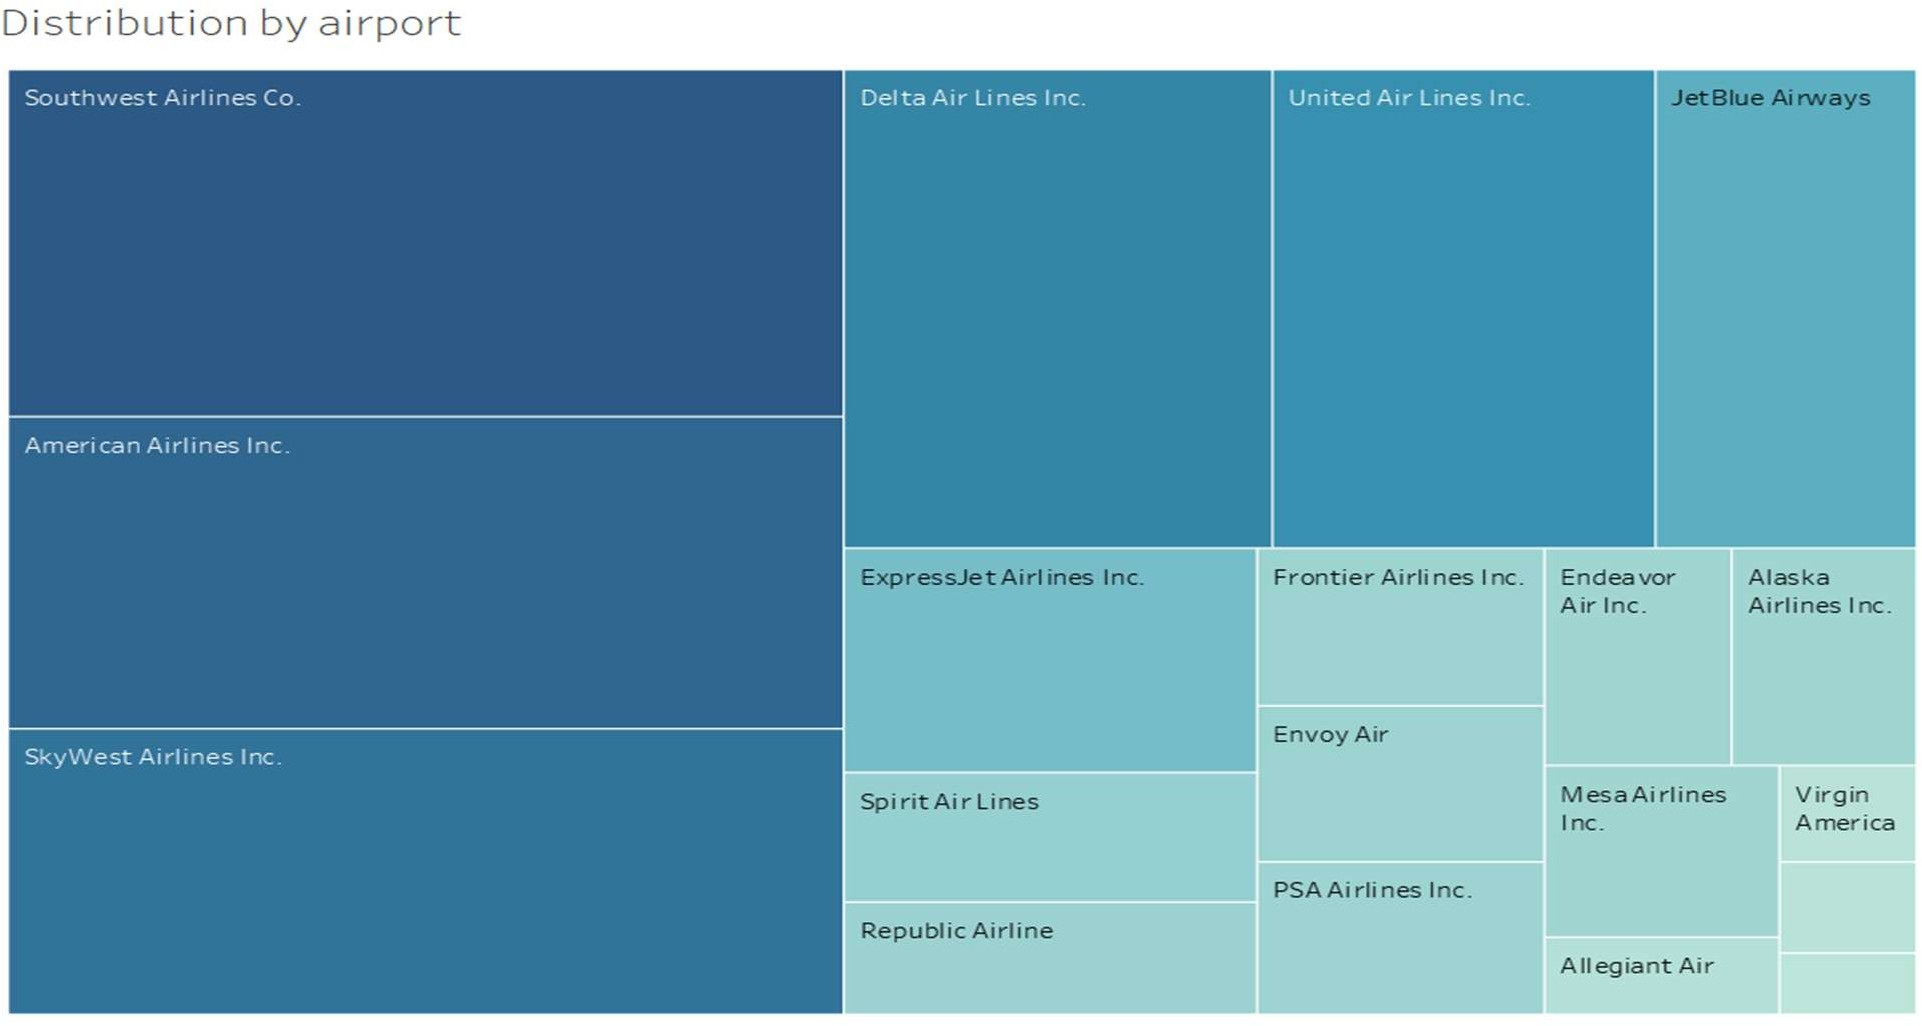 Distribution by airport
Southwest Airlines Co.
Delta Air Lines Inc.
United Air Lines Inc.
JetBlue Airways
American Airlines Inc.
SkyWest Airlines Inc.
ExpressJet Airlines Inc.
Frontier Airlines Inc.
Endeavor
Air Inc.
Alaska
Airlines Inc.
Envoy Air
Spirit Air Lines
Mesa Airlines
Inc.
Virgin
America
PSA Airlines Inc.
Republic Airline
Allegiant Air